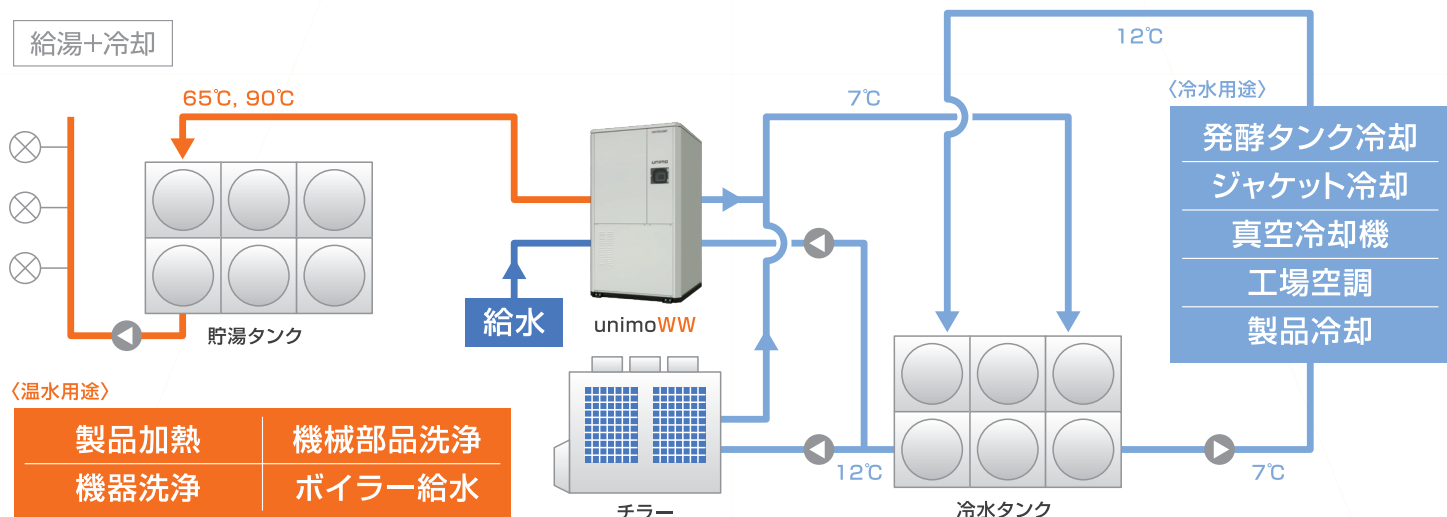 給湯+冷却
65℃, 90℃
7℃
12℃
〈冷水用途〉
発酵タンク冷却
ジャケット冷却
真空冷却機
工場空調
製品冷却
unimo
給水
unimoWW
貯湯タンク
〈温水用途〉
製品加熱
機械部品洗浄
機器洗浄
ボイラー給水
チラー
12℃
冷水タンク
7℃